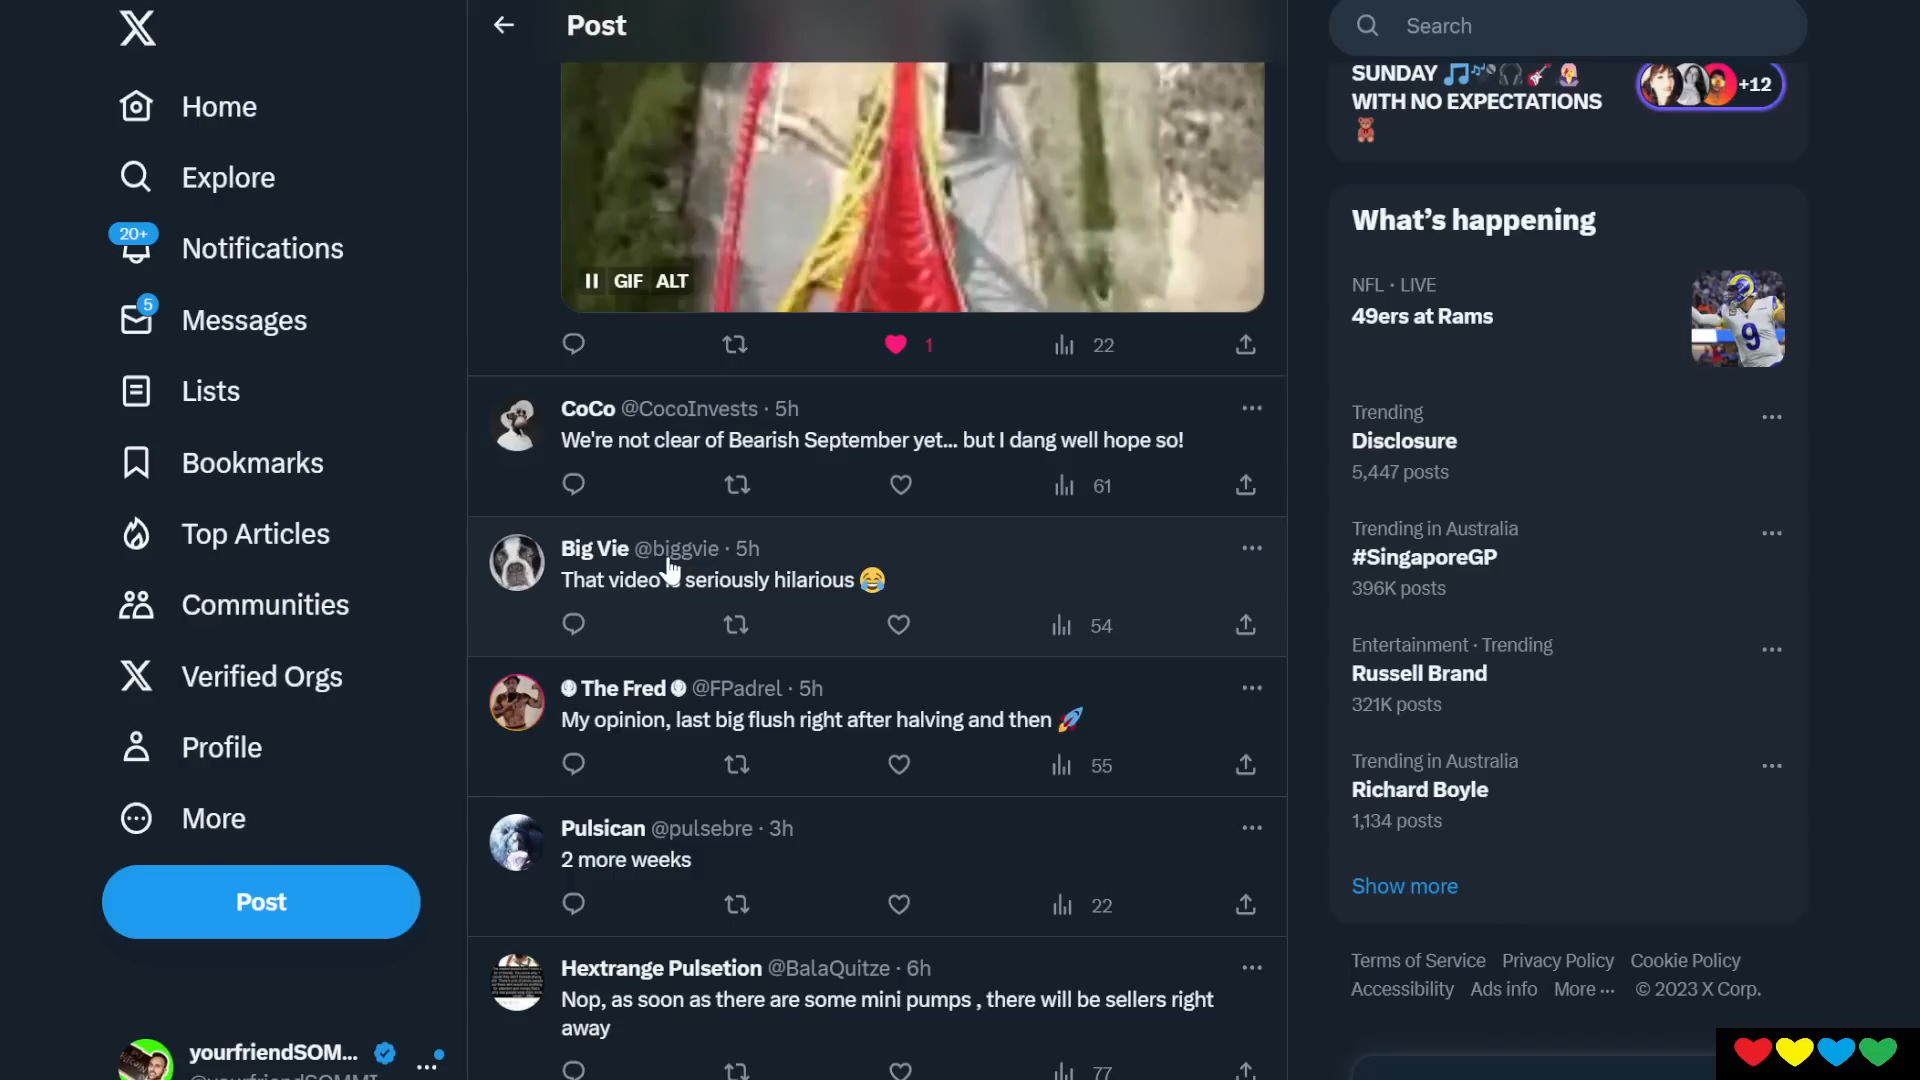 X
Home
Explore
20+
Notifications
5
Messages
Lists
Bookmarks
Top Articles
Communities
X Verified Orgs
Profile
More
Post
yourfriendSOM...
Post
GIF ALT
1
22
CoCo @CocoInvests · 5h
We're not clear of Bearish September yet... but I dang well hope so!
61
Big Vie @biggvie · 5h
That video seriously hilarious 😂
54
The Fred @FPadrel · 5h
My opinion, last big flush right after halving and then 🚀
55
Pulsican @pulsebre · 3h
2 more weeks
22
Hextrange Pulsetion @BalaQuitze · 6h
Nop, as soon as there are some mini pumps , there will be sellers right
away
77
Search
SUNDAY 🎵🎶🎧🎸
WITH NO EXPECTATIONS
🧸
+12
What's happening
NFL · LIVE
49ers at Rams
9
Trending
Disclosure
5,447 posts
Trending in Australia
#SingaporeGP
396K posts
Entertainment · Trending
Russell Brand
321K posts
Trending in Australia
Richard Boyle
1,134 posts
Show more
Terms of Service Privacy Policy Cookie Policy
Accessibility Ads info More ··· © 2023 X Corp.